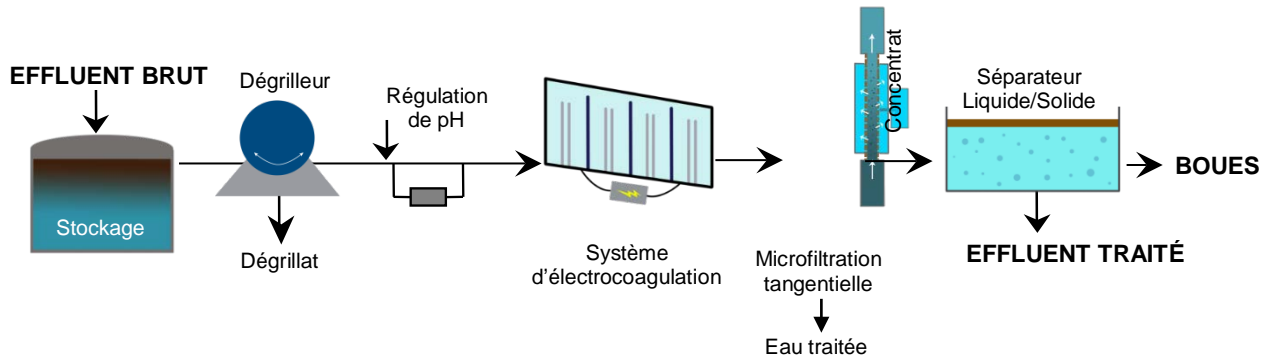 EFFLUENT BRUT
Stockage
Dégrilleur
Dégrillat
Régulation
de pH
Système
d'électrocoagulation
Microfiltration
tangentielle
Eau traitée
Concentrat
Séparateur
Liquide/Solide
BOUES
EFFLUENT TRAITÉ